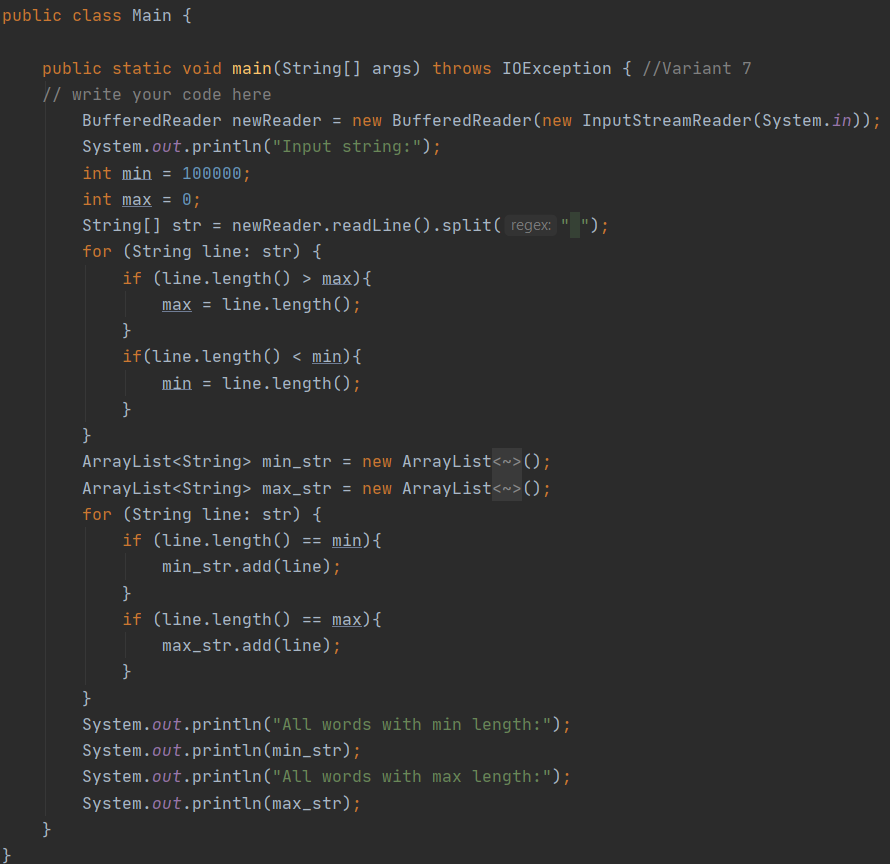 public class Main {
public static void main(String[] args) throws IOException { //Variant 7
// write your code here
BufferedReader newReader = new BufferedReader(new InputStreamReader(System.in));
System.out.println("Input string:");
int min = 100000;
int max = 0;
String[] str = newReader.readLine().split( regex: " ");
for (String line: str) {
if (line.length() > max){
max = line.length();
}
if(line.length() < min){
min = line.length();
}
}
ArrayList<String> min_str = new ArrayList<~>();
ArrayList<String> max_str = new ArrayList<~>();
for (String line: str) {
if (line.length() == min){
min_str.add(line);
}
if (line.length() == max){
max_str.add(line);
}
}
System.out.println("All words with min length:");
System.out.println(min_str);
System.out.println("All words with max length:");
System.out.println(max_str);
}
}